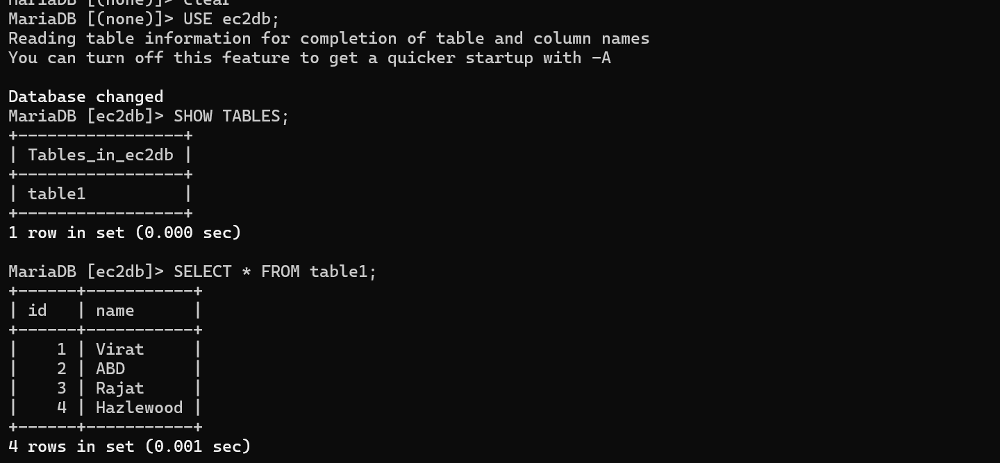 MariaDB [(none)]> clear
MariaDB [(none)]> USE ec2db;
Reading table information for completion of table and column names
You can turn off this feature to get a quicker startup with -A
Database changed
MariaDB [ec2db]> SHOW TABLES;
+-----------------+
| Tables_in_ec2db |
+-----------------+
| table1          |
+-----------------+
1 row in set (0.000 sec)
MariaDB [ec2db]> SELECT * FROM table1;
+------+-----------+
| id   | name      |
+------+-----------+
|    1 | Virat     |
|    2 | ABD       |
|    3 | Rajat     |
|    4 | Hazlewood |
+------+-----------+
4 rows in set (0.001 sec)